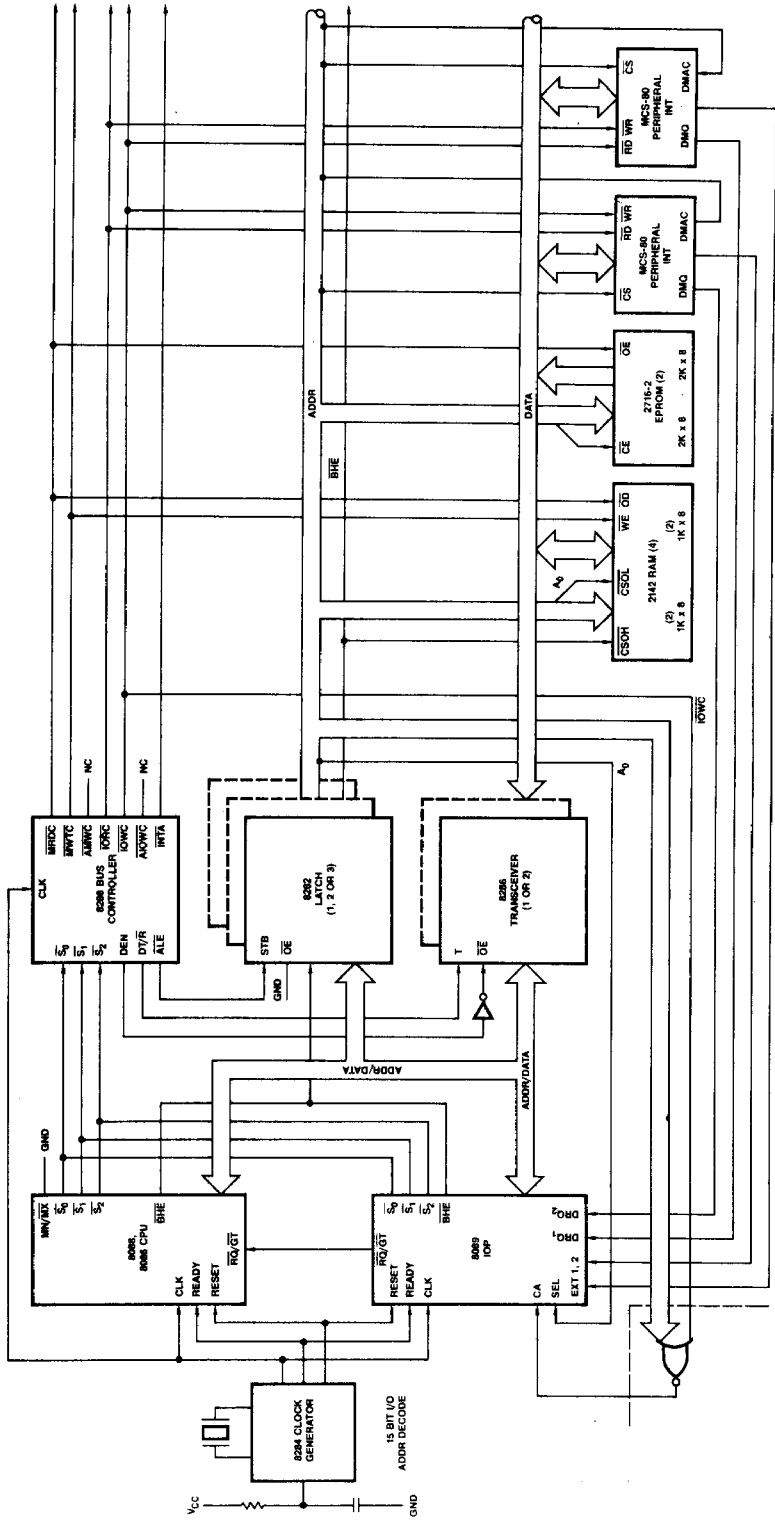 VCC
GND
8284 CLOCK
GENERATOR
15 BIT I/O
ADDR DECODE
MN/MX
GND
8088,
8086 CPU
S0
S1
S2
BHE
CLK
READY
RESET
RQ/GT
RQ/GT
RESET
READY
CLK
8089
IOP
S0
S1
S2
BHE
CA
SEL
EXT 1, 2
DRQ1
DRQ2
ADDR/DATA
ADDR/DATA
CLK
8288 BUS
CONTROLLER
S0
S1
S2
DEN
DT/R
ALE
MRDC
MWTC
AMWC
NC
IORC
IOWC
AIOWC
NC
INTA
STB
OE
GND
8282
LATCH
(1, 2 OR 3)
T
OE
8286
TRANSCEIVER
(1 OR 2)
A0
IOWC
ADDR
BHE
DATA
CSOH
CSOL
A0
WE
OD
2142 RAM (4)
(2)
1K x 8
(2)
1K x 8
CE
OE
2716-2
EPROM (2)
2K x 8
2K x 8
CS
RD
WR
MCS-80
PERIPHERAL
INT
DMQ
DMAC
RD
WR
CS
MCS-80
PERIPHERAL
INT
DMQ
DMAC